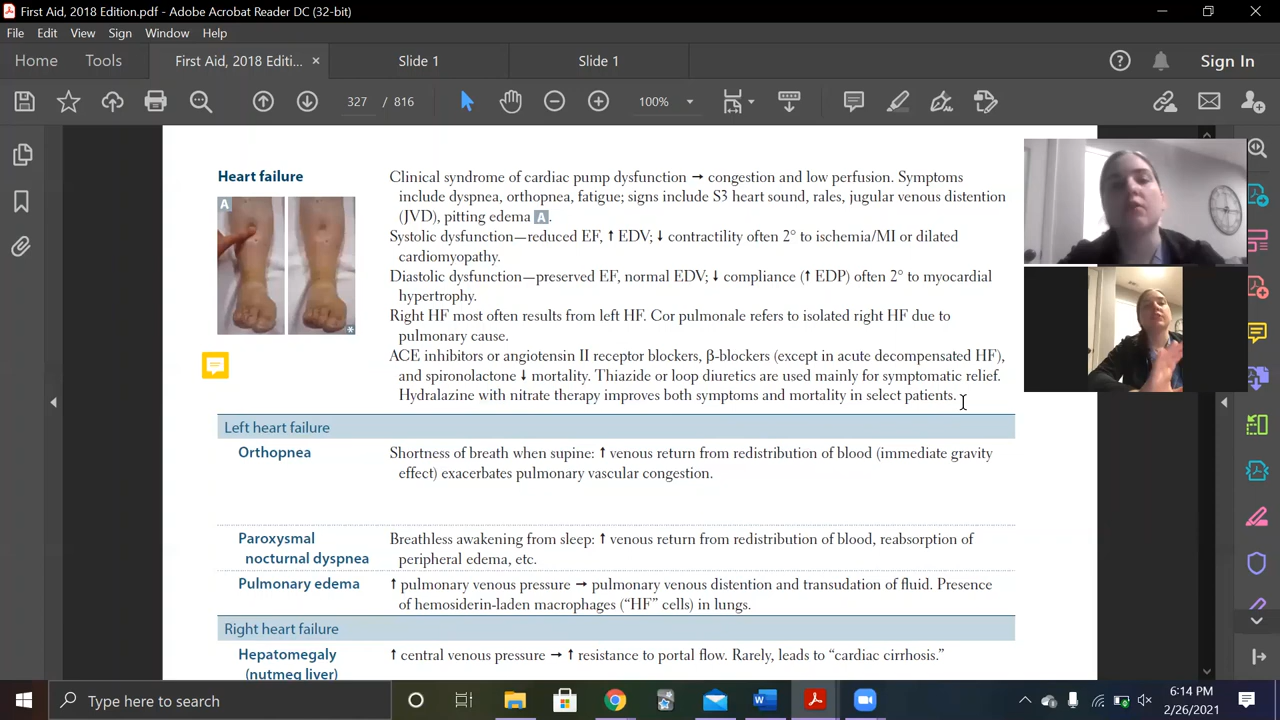 First Aid, 2018 Edition.pdf - Adobe Acrobat Reader DC (32-bit)
File Edit View Sign Window Help
Home Tools First Aid, 2018 Editi... × Slide 1 Slide 1 Sign In
327 / 816 100%
Heart failure
A
Clinical syndrome of cardiac pump dysfunction → congestion and low perfusion. Symptoms
include dyspnea, orthopnea, fatigue; signs include S3 heart sound, rales, jugular venous distention
(JVD), pitting edema A.
Systolic dysfunction—reduced EF, ↑ EDV; ↓ contractility often 2° to ischemia/MI or dilated
cardiomyopathy.
Diastolic dysfunction—preserved EF, normal EDV; ↓ compliance (↑ EDP) often 2° to myocardial
hypertrophy.
Right HF most often results from left HF. Cor pulmonale refers to isolated right HF due to
pulmonary cause.
ACE inhibitors or angiotensin II receptor blockers, β-blockers (except in acute decompensated HF),
and spironolactone ↓ mortality. Thiazide or loop diuretics are used mainly for symptomatic relief.
Hydralazine with nitrate therapy improves both symptoms and mortality in select patients.
Left heart failure
Orthopnea
Shortness of breath when supine: ↑ venous return from redistribution of blood (immediate gravity
effect) exacerbates pulmonary vascular congestion.
Paroxysmal
nocturnal dyspnea
Breathless awakening from sleep: ↑ venous return from redistribution of blood, reabsorption of
peripheral edema, etc.
Pulmonary edema
↑ pulmonary venous pressure → pulmonary venous distention and transudation of fluid. Presence
of hemosiderin-laden macrophages (“HF” cells) in lungs.
Right heart failure
Hepatomegaly
(nutmeg liver)
↑ central venous pressure → ↑ resistance to portal flow. Rarely, leads to “cardiac cirrhosis.”
Type here to search
6:14 PM
2/26/2021